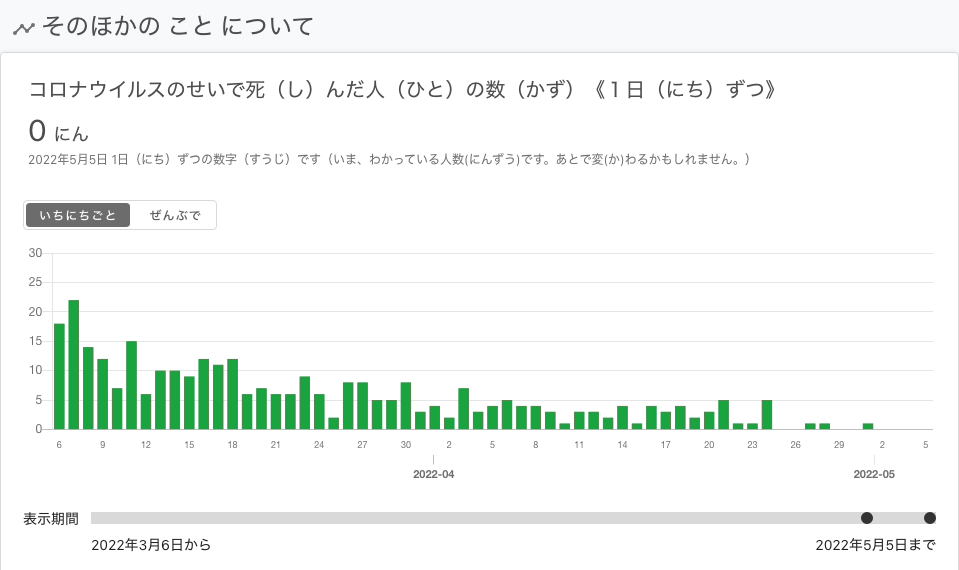 そのほかの こと について
コロナウイルスのせいで死（し）んだ人（ひと）の数（かず）《１日（にち）ずつ》
0 にん
2022年5月5日 1日（にち）ずつの数字（すうじ）です（いま、わかっている人数(にんずう)です。あとで変(か)わるかもしれません。）
いちにちごと ぜんぶで
30
25
20
15
10
5
0
6 9 12 15 18 21 24 27 30 2 5 8 11 14 17 20 23 26 29 2 5
2022-04 2022-05
表示期間
2022年3月6日から 2022年5月5日まで